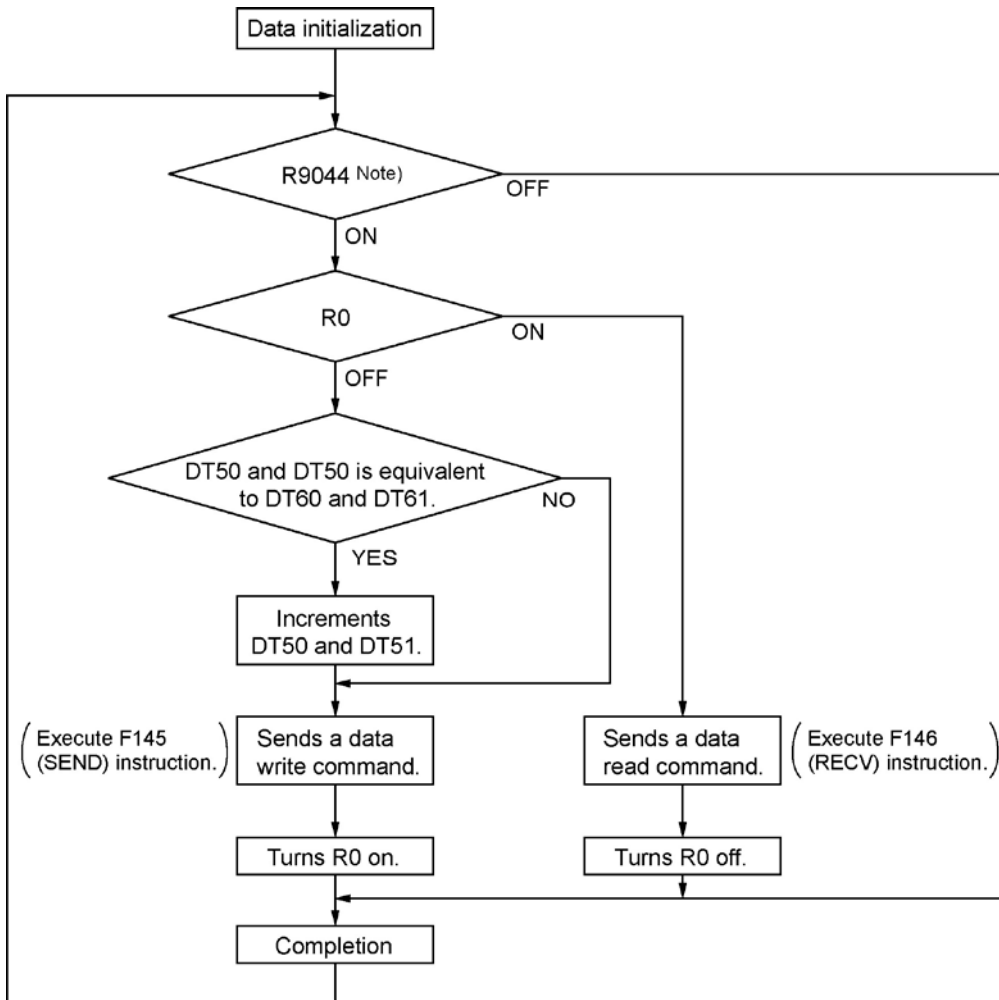 Data initialization
R9044 Note)
OFF
ON
R0
ON
OFF
DT50 and DT50 is equivalent
to DT60 and DT61.
NO
YES
Increments
DT50 and DT51.
(Execute F145
(SEND) instruction.)
Sends a data
write command.
Sends a data
read command.
(Execute F146
(RECV) instruction.)
Turns R0 on.
Turns R0 off.
Completion